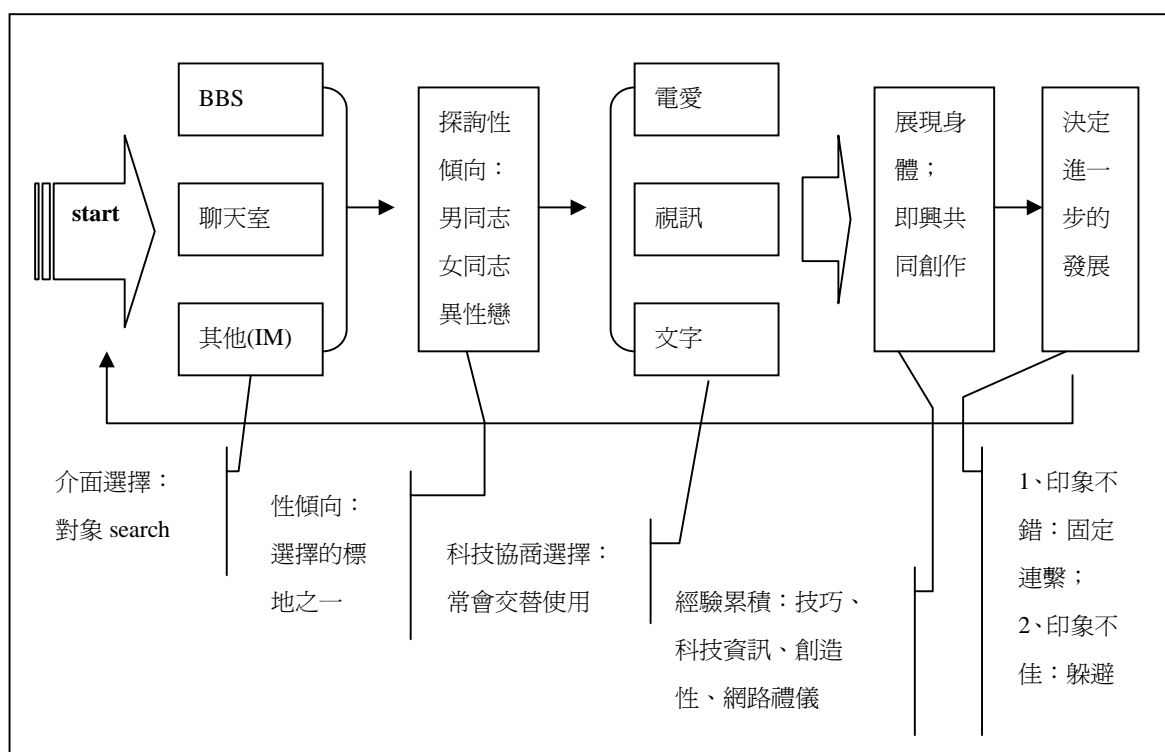 start
BBS
聊天室
其他(IM)
探詢性
傾向：
男同志
女同志
異性戀
電愛
視訊
文字
展現身
體；
即興共
同創作
決定
進一
步的
發展
介面選擇：
對象 search
性傾向：
選擇的標
地之一
科技協商選擇：
常會交替使用
經驗累積：技巧、
科技資訊、創造
性、網路禮儀
1、印象不
錯：固定
連繫；
2、印象不
佳：躲避